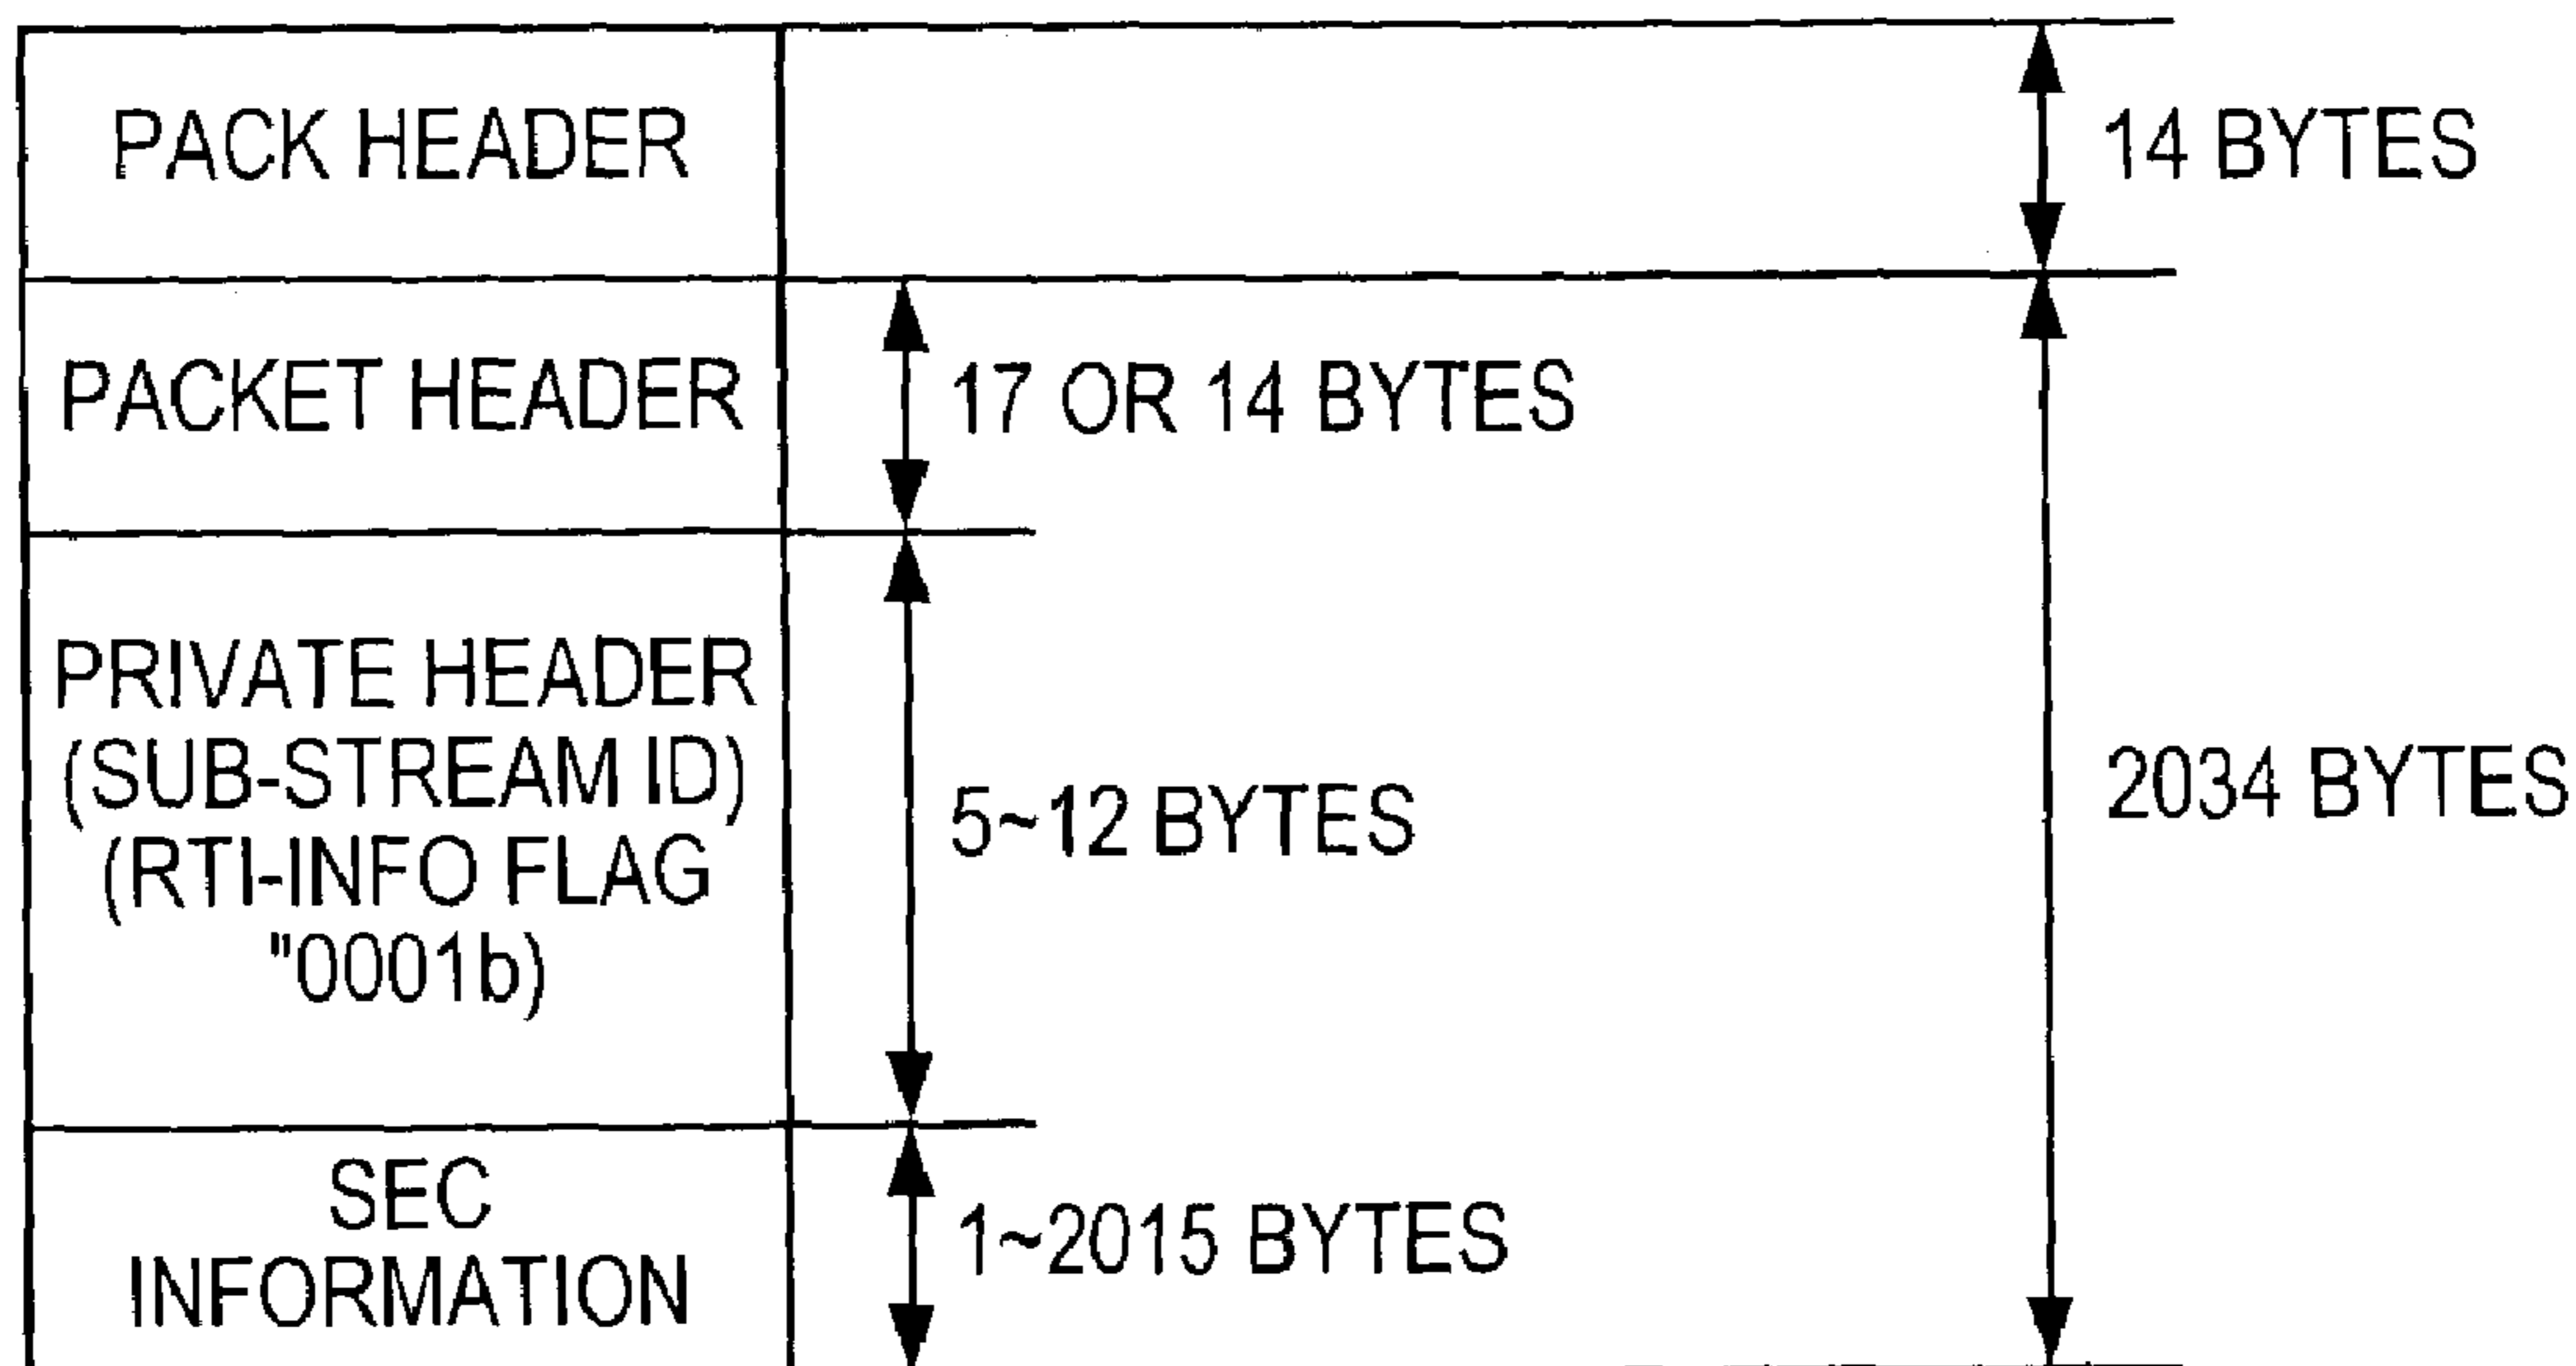 PACK HEADER
14 BYTES
PACKET HEADER
17 OR 14 BYTES
PRIVATE HEADER
(SUB-STREAM ID)
(RTI-INFO FLAG
"0001b)
5~12 BYTES
2034 BYTES
SEC
INFORMATION
1~2015 BYTES